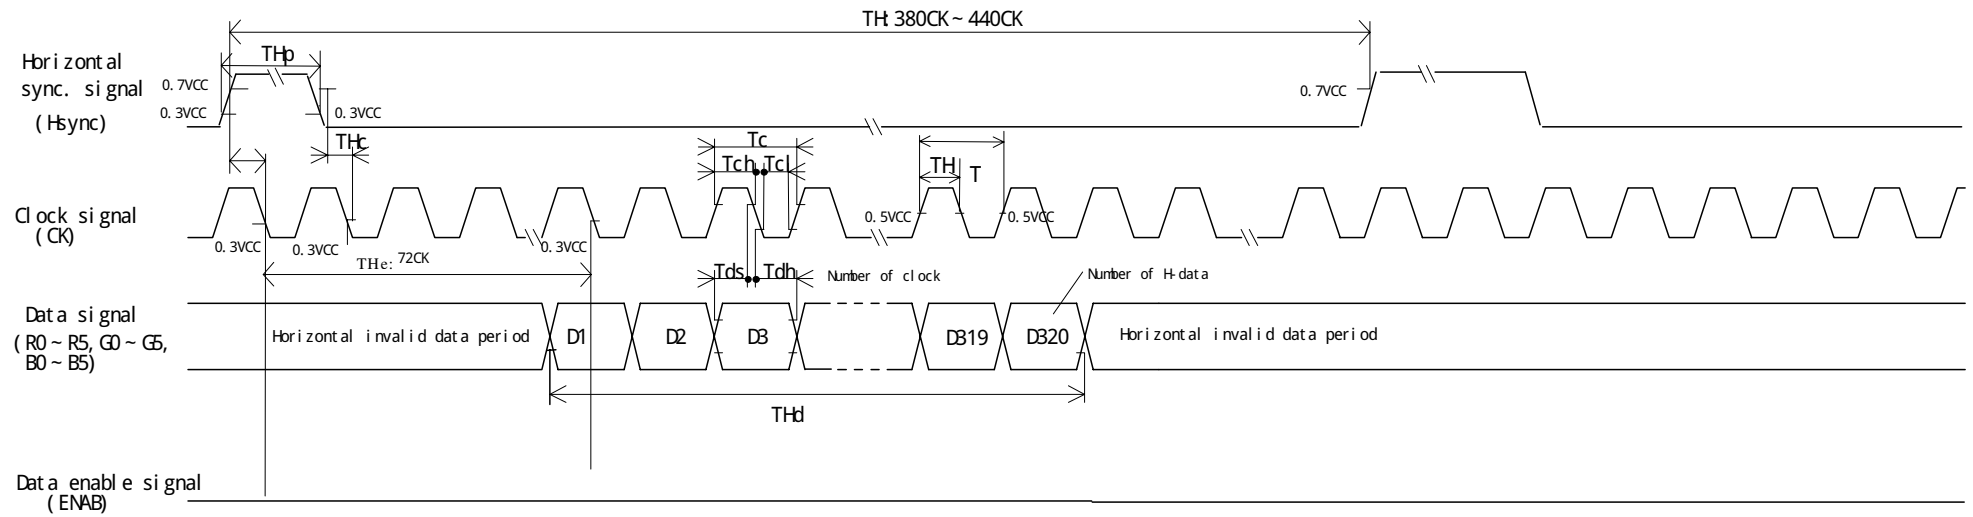 TH: 380CK ~ 440CK
THp
Horizontal
sync. signal
(Hsync)
0.7VCC
0.3VCC
0.3VCC
0.7VCC
THc
Tc
Tch
Tcl
TH
T
Clock signal
(CK)
0.3VCC
0.3VCC
0.3VCC
0.5VCC
0.5VCC
THe: 72CK
Tds
Tdh
Number of clock
Number of H-data
Data signal
(R0 ~ R5, G0 ~ G5,
B0 ~ B5)
Horizontal invalid data period
D1
D2
D3
D319
D320
Horizontal invalid data period
THd
Data enable signal
(ENAB)